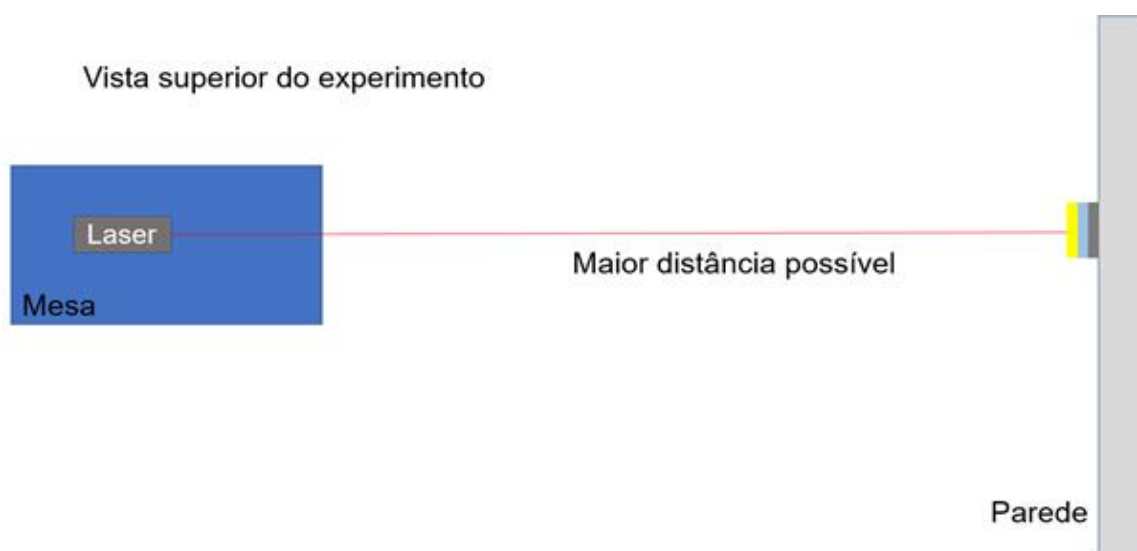 Vista superior do experimento
Laser
Maior distância possível
Mesa
Parede